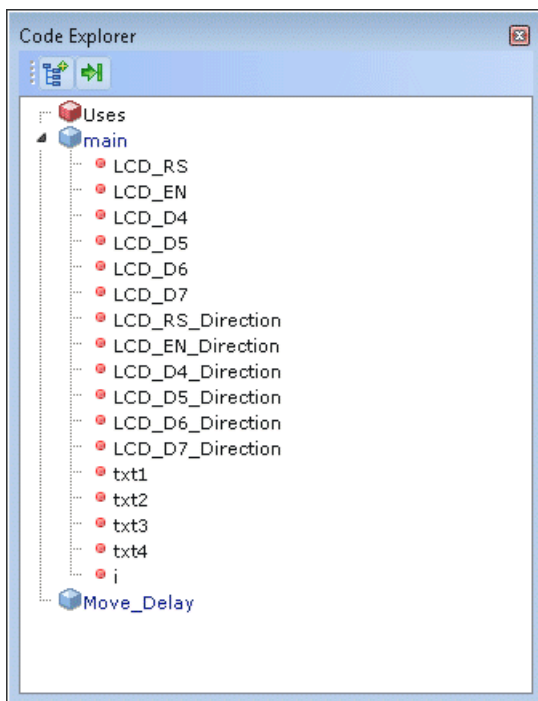 Code Explorer
Uses
main
LCD_RS
LCD_EN
LCD_D4
LCD_D5
LCD_D6
LCD_D7
LCD_RS_Direction
LCD_EN_Direction
LCD_D4_Direction
LCD_D5_Direction
LCD_D6_Direction
LCD_D7_Direction
txt1
txt2
txt3
txt4
i
Move_Delay